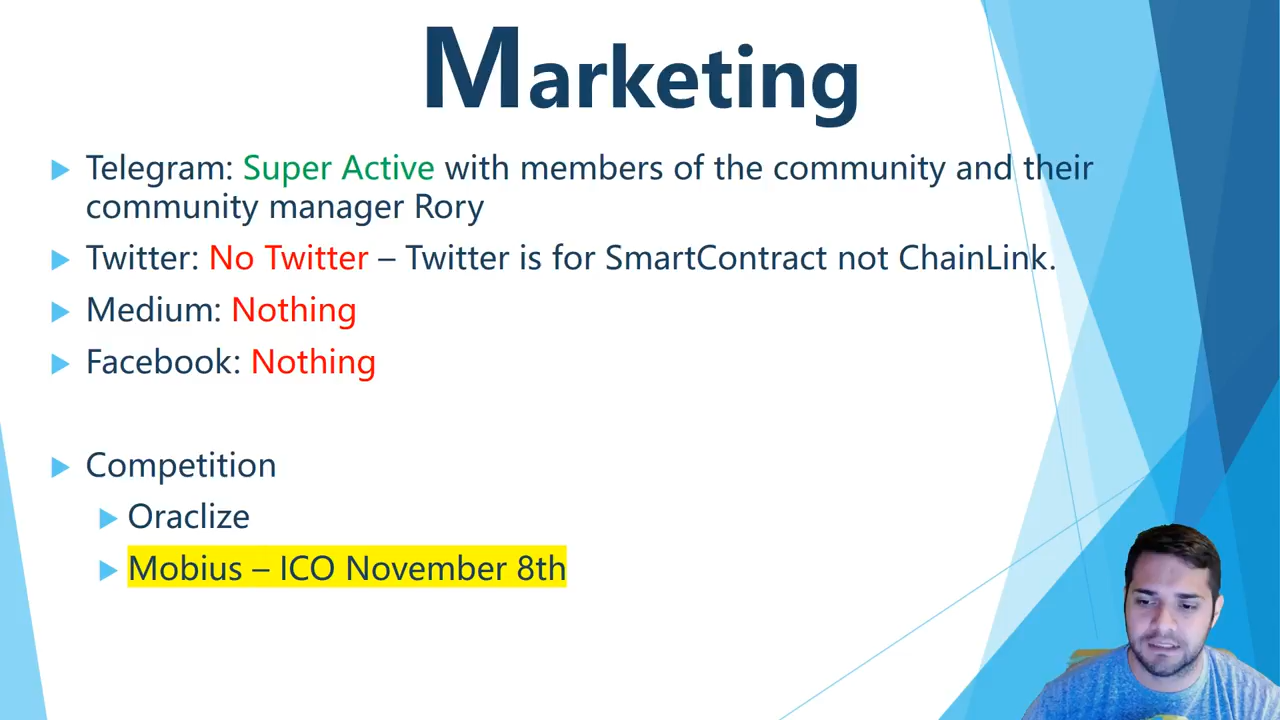 Marketing
Telegram: Super Active with members of the community and their
community manager Rory
Twitter: No Twitter – Twitter is for SmartContract not ChainLink.
Medium: Nothing
Facebook: Nothing
Competition
Oraclize
Mobius – ICO November 8th